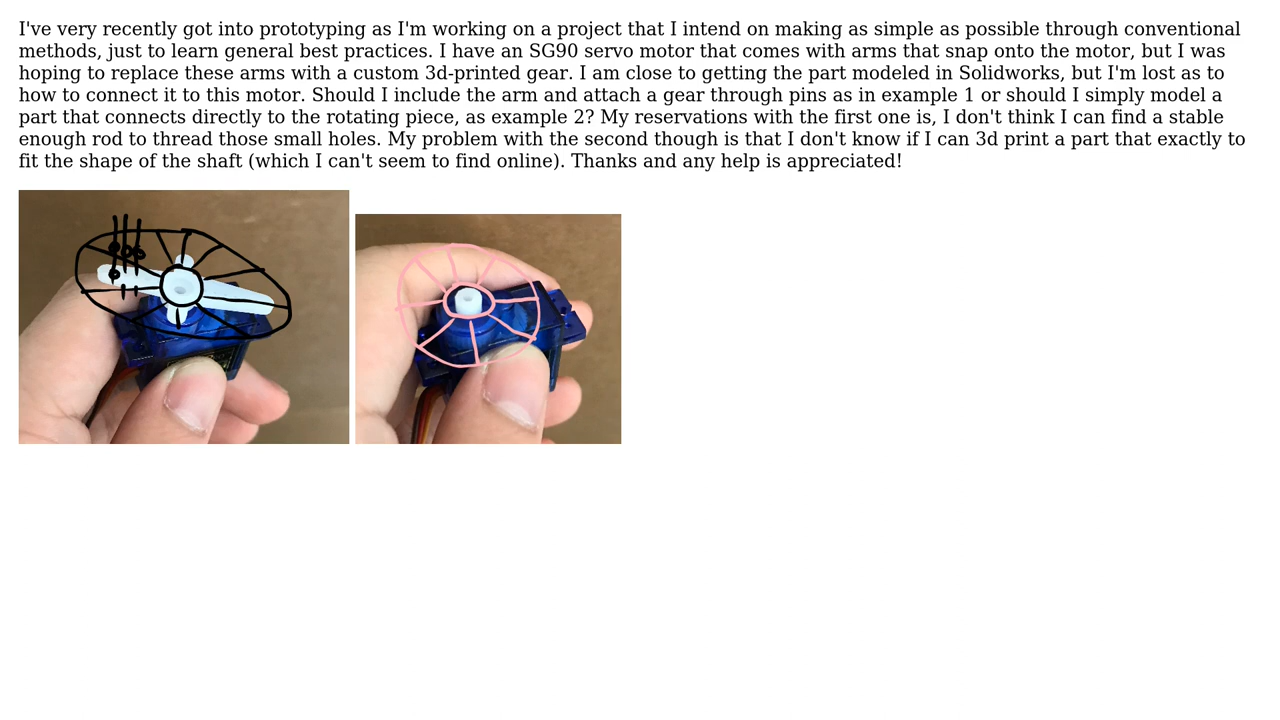 I've very recently got into prototyping as I'm working on a project that I intend on making as simple as possible through conventional
methods, just to learn general best practices. I have an SG90 servo motor that comes with arms that snap onto the motor, but I was
hoping to replace these arms with a custom 3d-printed gear. I am close to getting the part modeled in Solidworks, but I'm lost as to
how to connect it to this motor. Should I include the arm and attach a gear through pins as in example 1 or should I simply model a
part that connects directly to the rotating piece, as example 2? My reservations with the first one is, I don't think I can find a stable
enough rod to thread those small holes. My problem with the second though is that I don't know if I can 3d print a part that exactly to
fit the shape of the shaft (which I can't seem to find online). Thanks and any help is appreciated!